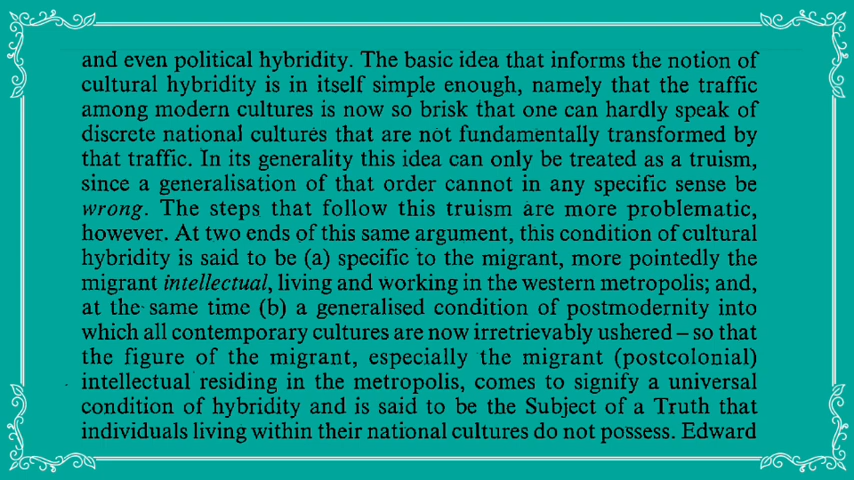 and even political hybridity. The basic idea that informs the notion of
cultural hybridity is in itself simple enough, namely that the traffic
among modern cultures is now so brisk that one can hardly speak of
discrete national cultures that are not fundamentally transformed by
that traffic. In its generality this idea can only be treated as a truism,
since a generalisation of that order cannot in any specific sense be
wrong. The steps that follow this truism are more problematic,
however. At two ends of this same argument, this condition of cultural
hybridity is said to be (a) specific to the migrant, more pointedly the
migrant intellectual, living and working in the western metropolis; and,
at the same time (b) a generalised condition of postmodernity into
which all contemporary cultures are now irretrievably ushered – so that
the figure of the migrant, especially the migrant (postcolonial)
intellectual residing in the metropolis, comes to signify a universal
condition of hybridity and is said to be the Subject of a Truth that
individuals living within their national cultures do not possess. Edward